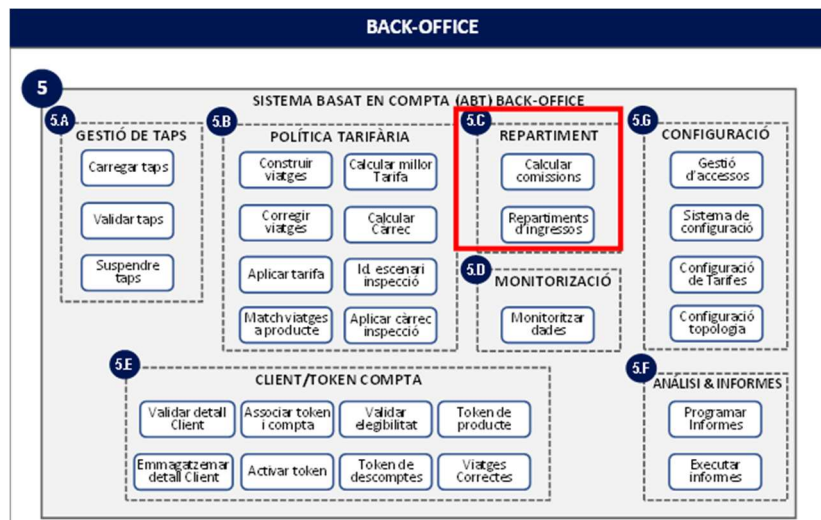 BACK-OFFICE
5
SISTEMA BASAT EN COMPTA (ABT) BACK-OFFICE
5.A
GESTIÓ DE TAPS
Carregar taps
Validar taps
Suspendre
taps
5.B
POLÍTICA TARIFÀRIA
Construir
viatges
Calcular millor
Tarifa
Corregir
viatges
Calcular
Càrrec
Aplicar tarifa
Id. escenari
inspecció
Match viatges
a producte
Aplicar càrrec
inspecció
5.C
REPARTIMENT
Calcular
comissions
Repartiments
d'ingressos
5.D
MONITORIZACIÓ
Monitoritzar
dades
5.G
CONFIGURACIÓ
Gestió
d'accessos
Sistema de
configuració
Configuració
de Tarifes
Configuració
topologia
5.E
CLIENT/TOKEN COMPTA
Validar detall
Client
Associar token
i compta
Validar
elegibilitat
Token de
producte
Emmagatzemar
detall Client
Activar token
Token de
descomptes
Viatges
Correctes
5.F
ANÀLISI & INFORMES
Programar
Informes
Executar
informes